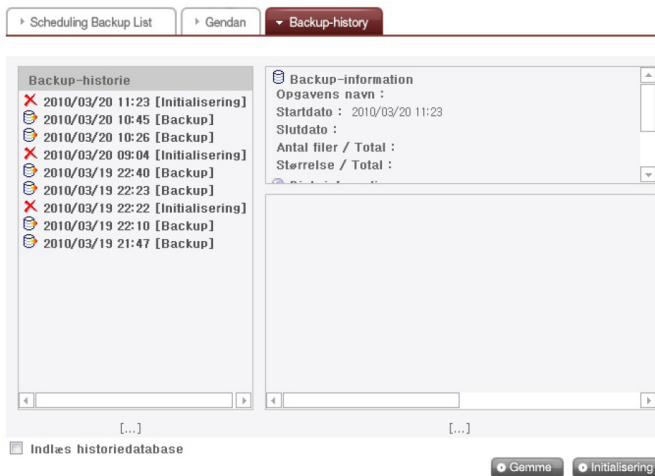 Scheduling Backup List
Gendan
Backup-history
Backup-historie
2010/03/20 11:23 [Initialisering]
2010/03/20 10:45 [Backup]
2010/03/20 10:26 [Backup]
2010/03/20 09:04 [Initialisering]
2010/03/19 22:40 [Backup]
2010/03/19 22:23 [Backup]
2010/03/19 22:22 [Initialisering]
2010/03/19 22:10 [Backup]
2010/03/19 21:47 [Backup]
Backup-information
Opgavens navn :
Startdato : 2010/03/20 11:23
Slutdato :
Antal filer / Total :
Størrelse / Total :
[...]
[...]
Indlæs historiedatabase
Gemme
Initialisering